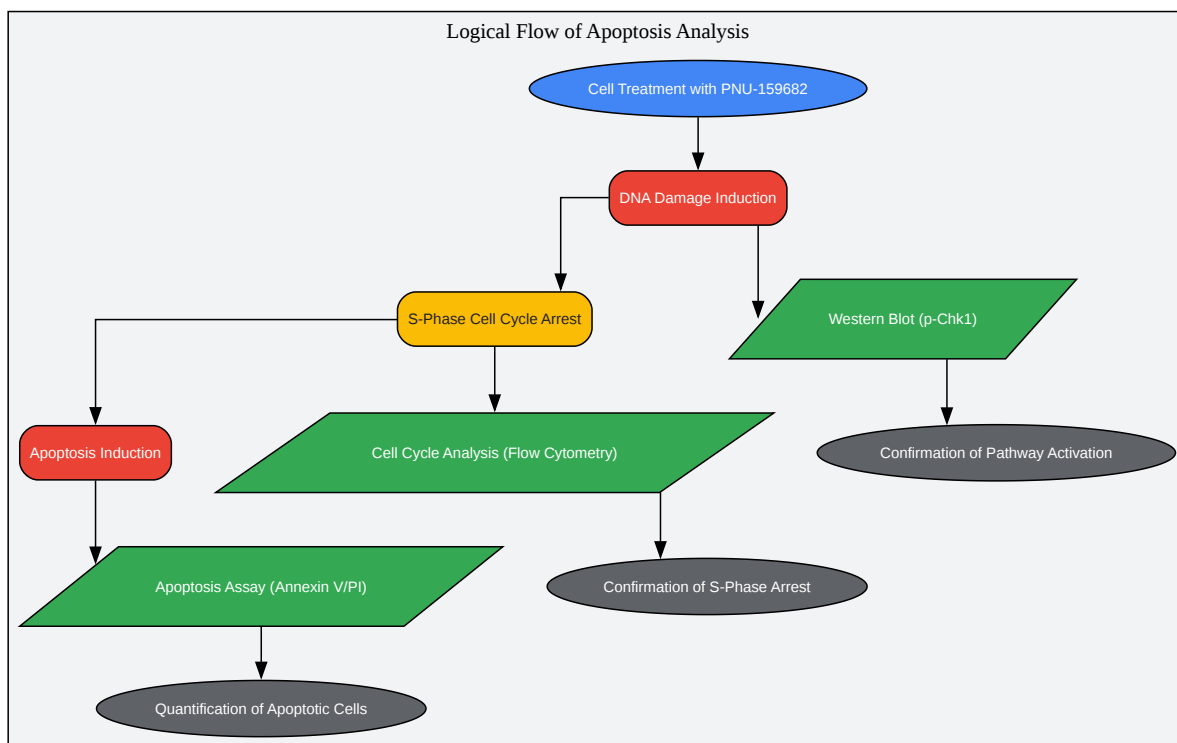 Logical Flow of Apoptosis Analysis
Cell Treatment with PNU-159682
DNA Damage Induction
S-Phase Cell Cycle Arrest
Western Blot (p-Chk1)
Apoptosis Induction
Cell Cycle Analysis (Flow Cytometry)
Confirmation of Pathway Activation
Apoptosis Assay (Annexin V/PI)
Confirmation of S-Phase Arrest
Quantification of Apoptotic Cells